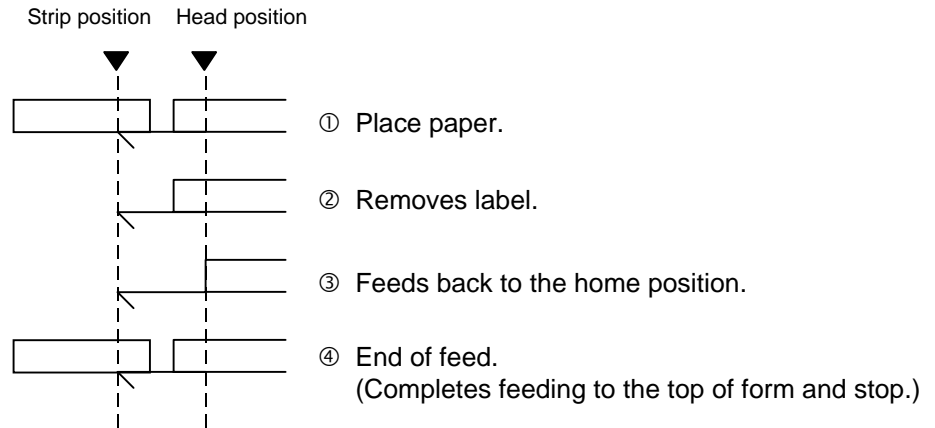 Strip position Head position
① Place paper.
② Removes label.
③ Feeds back to the home position.
④ End of feed.
(Completes feeding to the top of form and stop.)